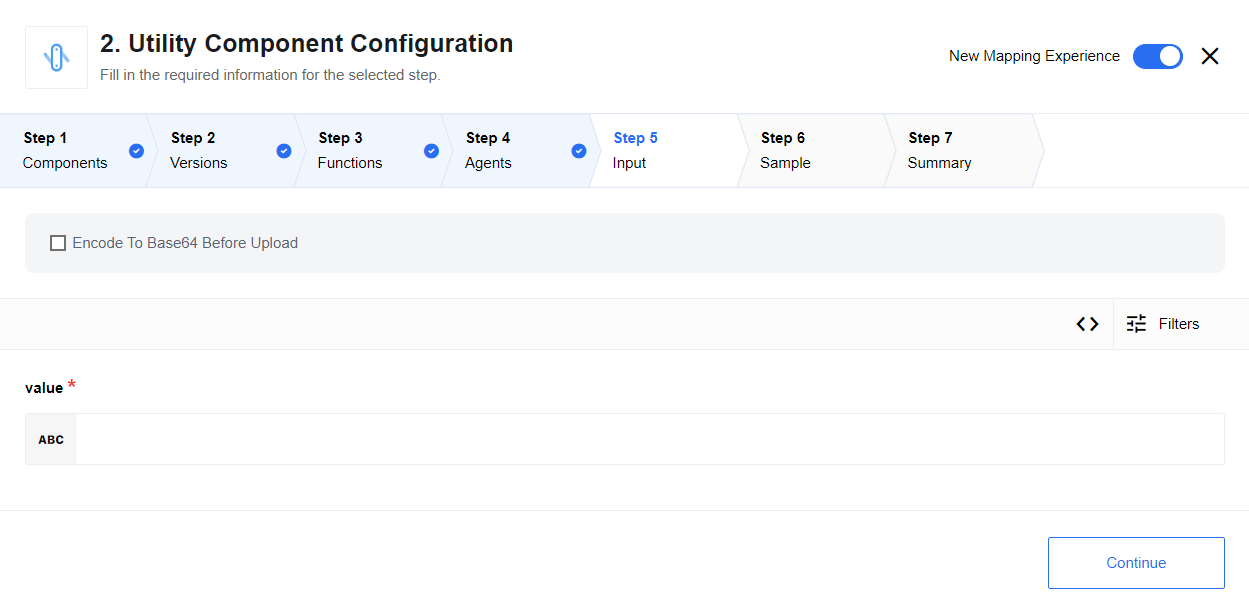 2. Utility Component Configuration
Fill in the required information for the selected step.
New Mapping Experience
Step 1
Components
Step 2
Versions
Step 3
Functions
Step 4
Agents
Step 5
Input
Step 6
Sample
Step 7
Summary
Encode To Base64 Before Upload
Filters
value *
ABC
Continue